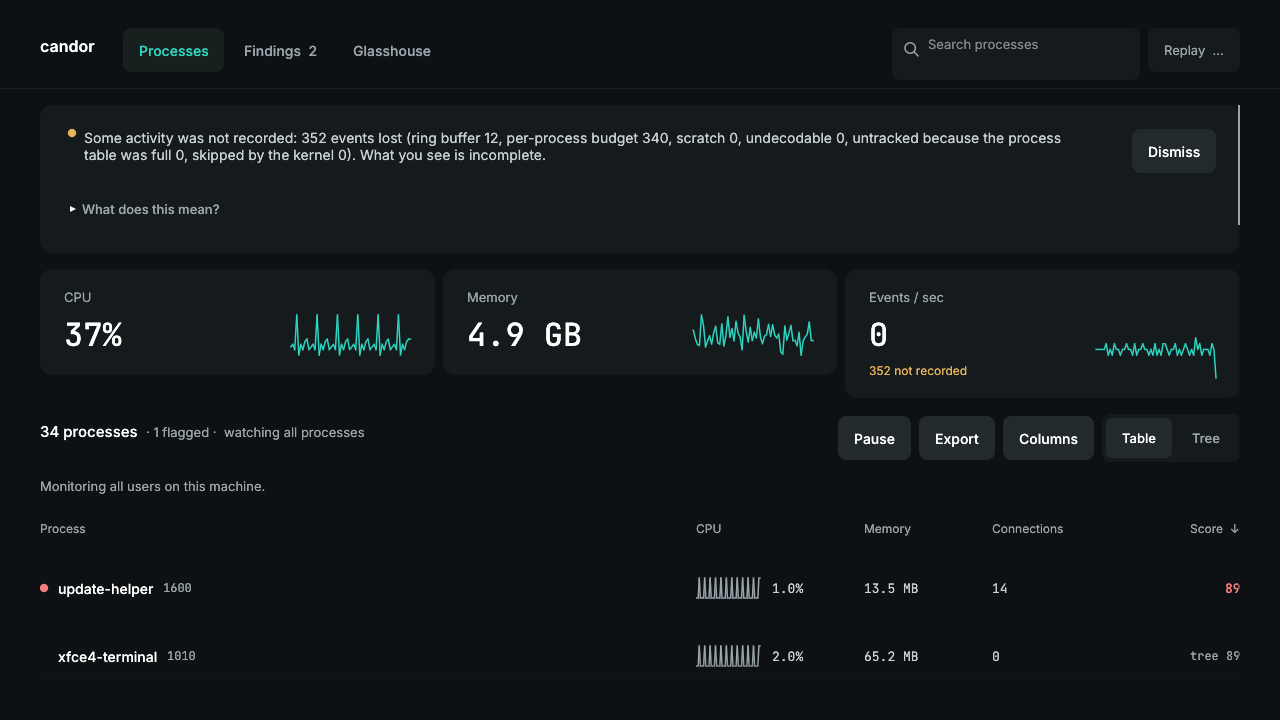 candor
Processes
Findings 2
Glasshouse
Search processes
Replay ...
Some activity was not recorded: 352 events lost (ring buffer 12, per-process budget 340, scratch 0, undecodable 0, untracked because the process
table was full 0, skipped by the kernel 0). What you see is incomplete.
Dismiss
What does this mean?
CPU
37%
Memory
4.9 GB
Events / sec
0
352 not recorded
34 processes · 1 flagged · watching all processes
Pause
Export
Columns
Table
Tree
Monitoring all users on this machine.
Process CPU Memory Connections Score ↓
update-helper 1600 1.0% 13.5 MB 14 89
xfce4-terminal 1010 2.0% 65.2 MB 0 tree 89